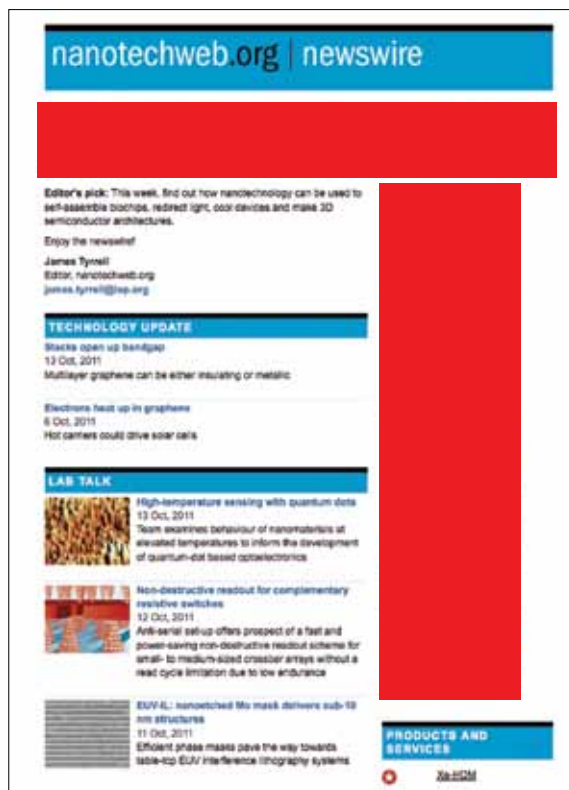 nanotechweb.org | newswire
Editor's pick: This week, find out how nanotechnology can be used to
self-assemble biochips, redirect light, cool devices and make 3D
semiconductor architectures.
Enjoy the newswire!
James Tyrrell
Editor, nanotechweb.org
james.tyrrell@iop.org
TECHNOLOGY UPDATE
Stacks open up bandgap
13 Oct, 2011
Multilayer graphene can be either insulating or metallic
Electrons heat up in graphene
6 Oct, 2011
Hot carriers could drive solar cells
LAB TALK
High-temperature sensing with quantum dots
13 Oct, 2011
Team examines behaviour of nanomaterials at
elevated temperatures to inform the development
of quantum-dot based optoelectronics
Non-destructive readout for complementary
resistive switches
12 Oct, 2011
Anti-serial set-up offers prospect of a fast and
power-saving non-destructive readout scheme for
small- to medium-sized crossbar arrays without a
read cycle limitation due to low endurance
EUV-IL: nanoetched Mo mask delivers sub-10
nm structures
11 Oct, 2011
Efficient phase masks pave the way towards
table-top EUV interference lithography systems
PRODUCTS AND
SERVICES
Xe-HQM